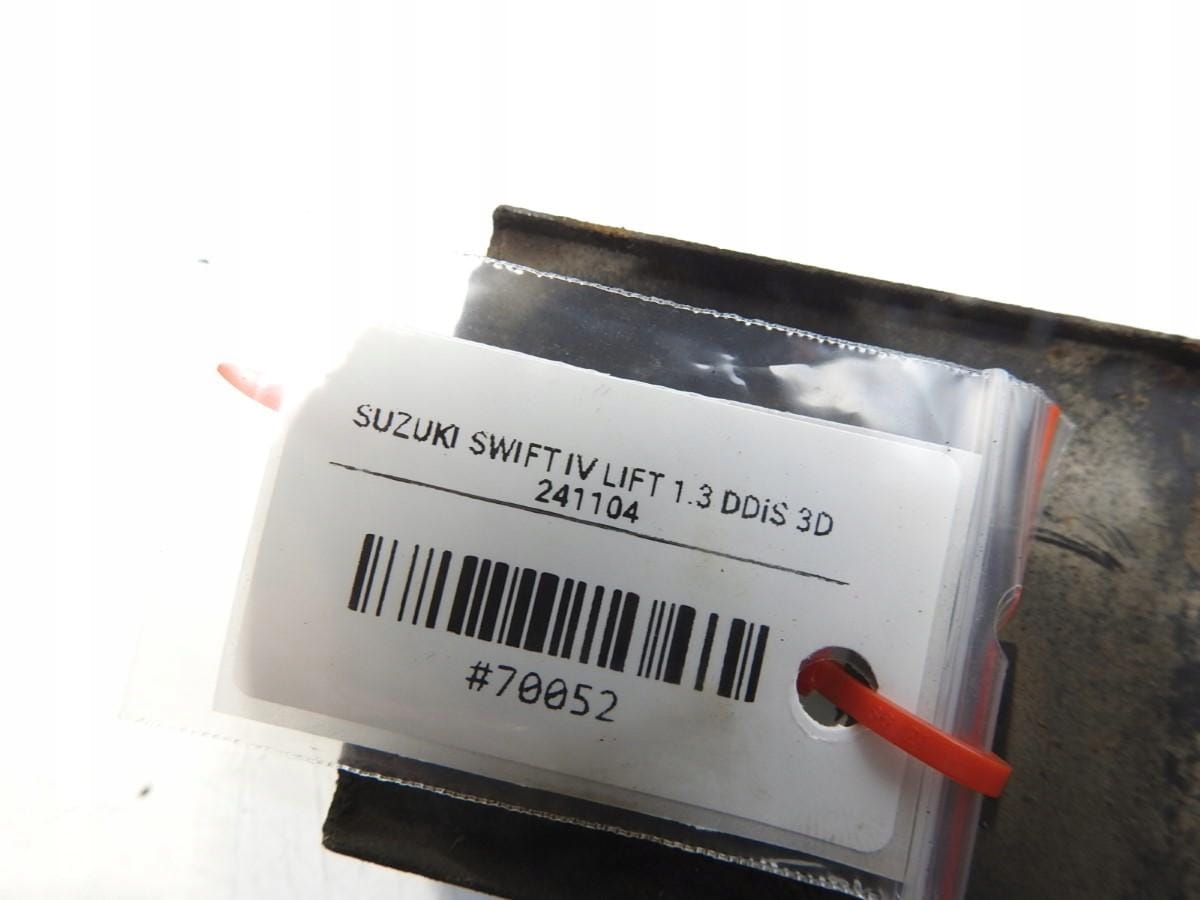 SUZUKI SWIFT IV LIFT 1.3 DDiS 3D
241104
#70052